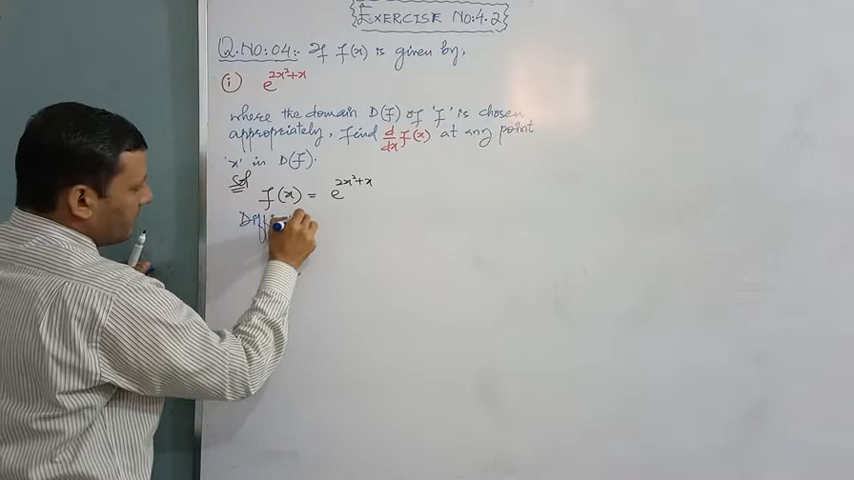 EXERCISE NO:4.2
Q.NO:04:- If f(x) is given by:
(i) e^{2x²+x}
where the domain D(f) of 'f' is chosen
appropriately, find d/dx f(x) at any point
'x' in D(f).
Sol
f(x) = e^{2x²+x}